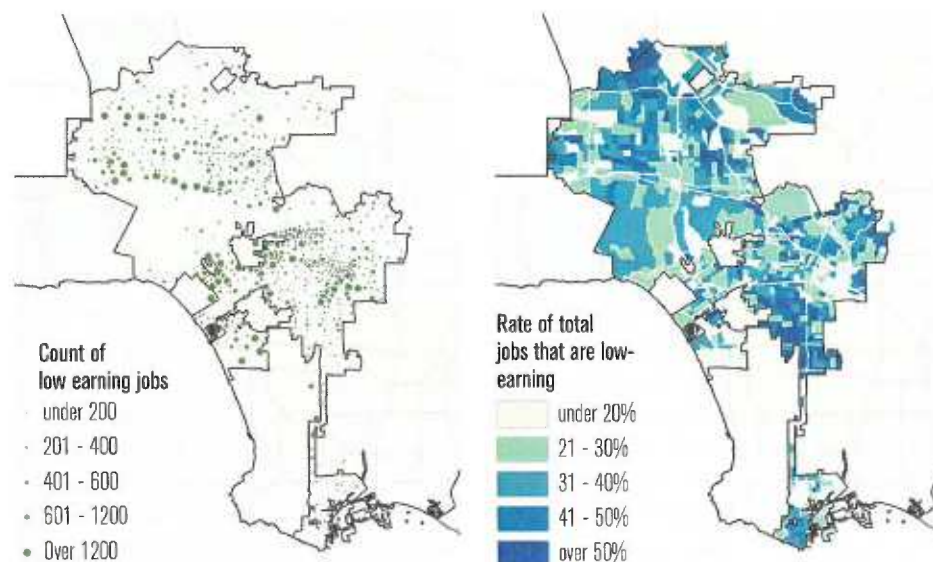 Count of
low earning jobs
under 200
201 - 400
401 - 600
601 - 1200
Over 1200
Rate of total
jobs that are low-
earning
under 20%
21 - 30%
31 - 40%
41 - 50%
over 50%